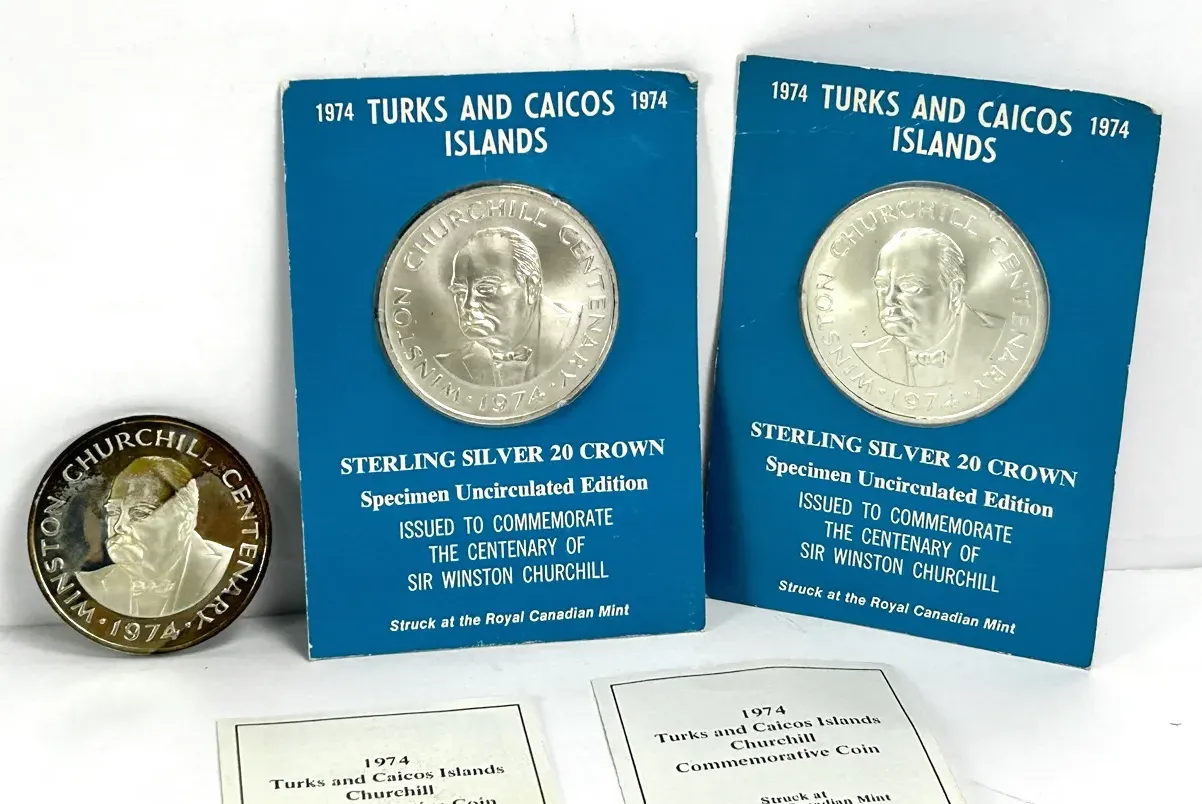 WINSTON CHURCHILL CENTENARY
·1974·
1974 TURKS AND CAICOS 1974
ISLANDS
WINSTON CHURCHILL CENTENARY
·1974·
STERLING SILVER 20 CROWN
Specimen Uncirculated Edition
ISSUED TO COMMEMORATE
THE CENTENARY OF
SIR WINSTON CHURCHILL
Struck at the Royal Canadian Mint
1974 TURKS AND CAICOS 1974
ISLANDS
WINSTON CHURCHILL CENTENARY
·1974·
STERLING SILVER 20 CROWN
Specimen Uncirculated Edition
ISSUED TO COMMEMORATE
THE CENTENARY OF
SIR WINSTON CHURCHILL
Struck at the Royal Canadian Mint
1974
Turks and Caicos Islands
Churchill
Coin
1974
Turks and Caicos Islands
Churchill
Commemorative Coin
Struck at
Mint